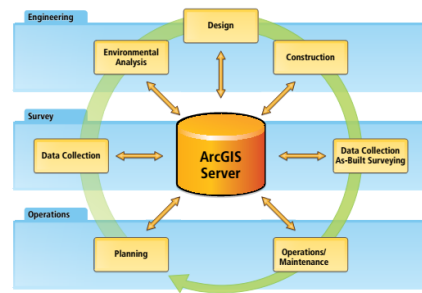 Engineering
Design
Environmental
Analysis
Construction
Survey
Data Collection
ArcGIS
Server
Data Collection
As-Built Surveying
Operations
Planning
Operations/
Maintenance